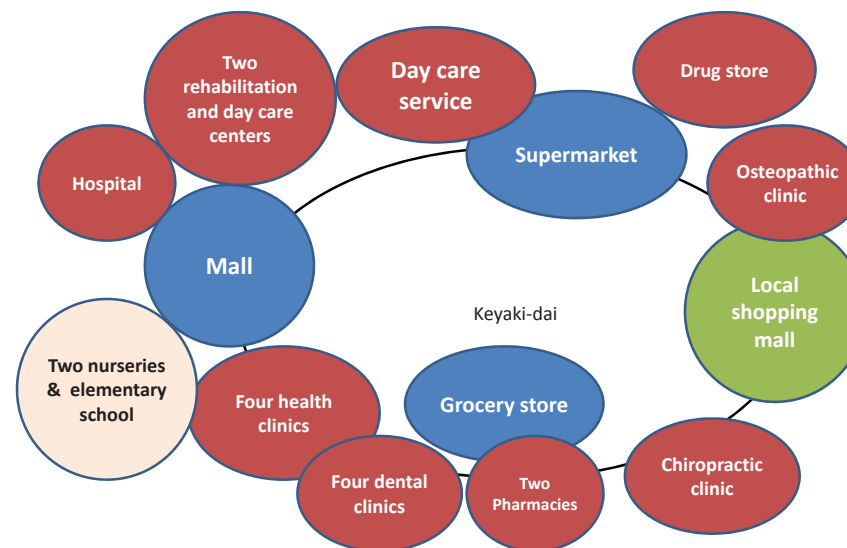 Two
rehabilitation
and day care
centers
Day care
service
Drug store
Supermarket
Hospital
Osteopathic
clinic
Mall
Local
shopping
mall
Keyaki-dai
Two nurseries
& elementary
school
Four health
clinics
Grocery store
Four dental
clinics
Two
Pharmacies
Chiropractic
clinic